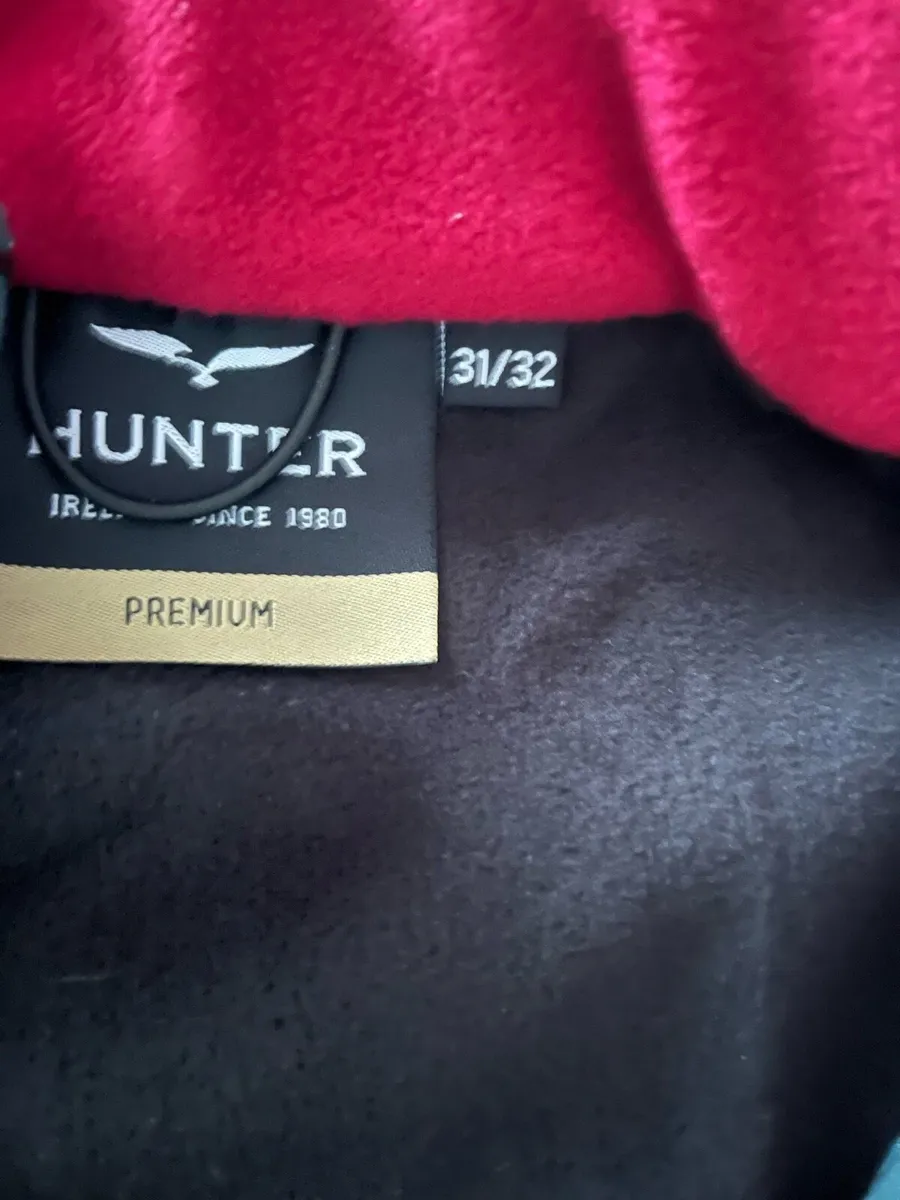 HUNTER
31/32
SINCE 1980
PREMIUM